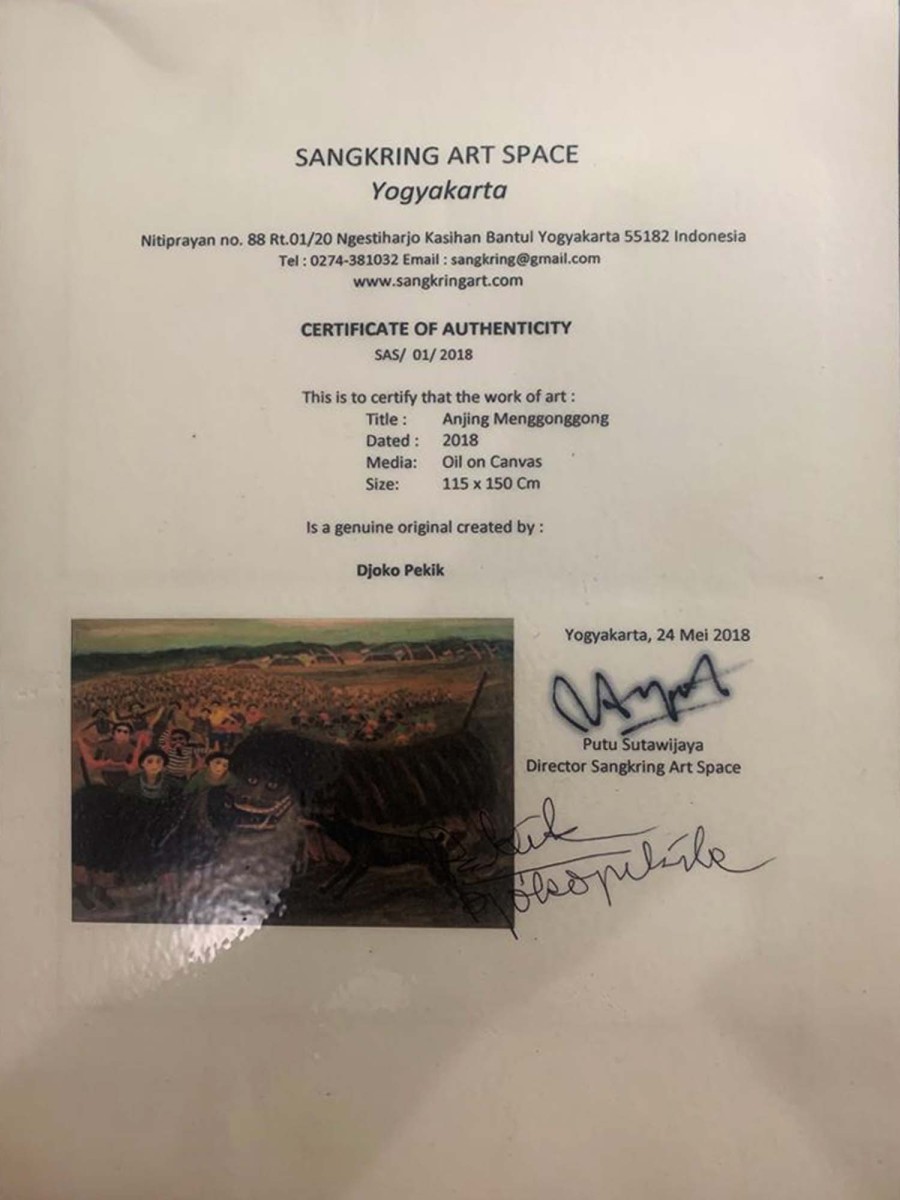 SANGKRING ART SPACE
Yogyakarta
Nitiprayan no. 88 Rt.01/20 Ngestiharjo Kasihan Bantul Yogyakarta 55182 Indonesia
Tel : 0274-381032 Email : sangkring@gmail.com
www.sangkringart.com
CERTIFICATE OF AUTHENTICITY
SAS/ 01/ 2018
This is to certify that the work of art :
Title : Anjing Menggonggong
Dated : 2018
Media: Oil on Canvas
Size: 115 x 150 Cm
Is a genuine original created by :
Djoko Pekik
Yogyakarta, 24 Mei 2018
Putu Sutawijaya
Director Sangkring Art Space